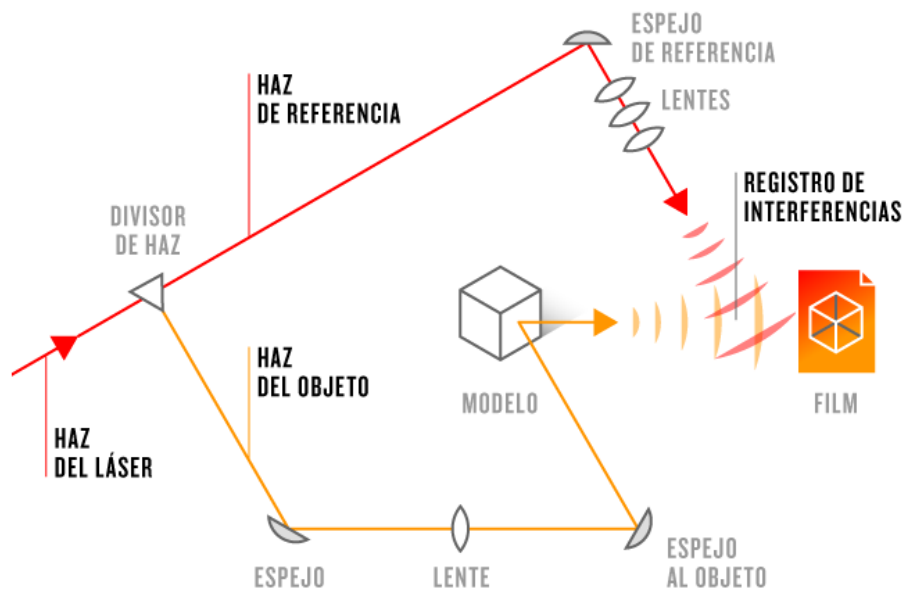 ESPEJO
DE REFERENCIA
HAZ
DE REFERENCIA
LENTES
REGISTRO DE
INTERFERENCIAS
DIVISOR
DE HAZ
HAZ
DEL OBJETO
MODELO
FILM
HAZ
DEL LÁSER
ESPEJO
LENTE
ESPEJO
AL OBJETO